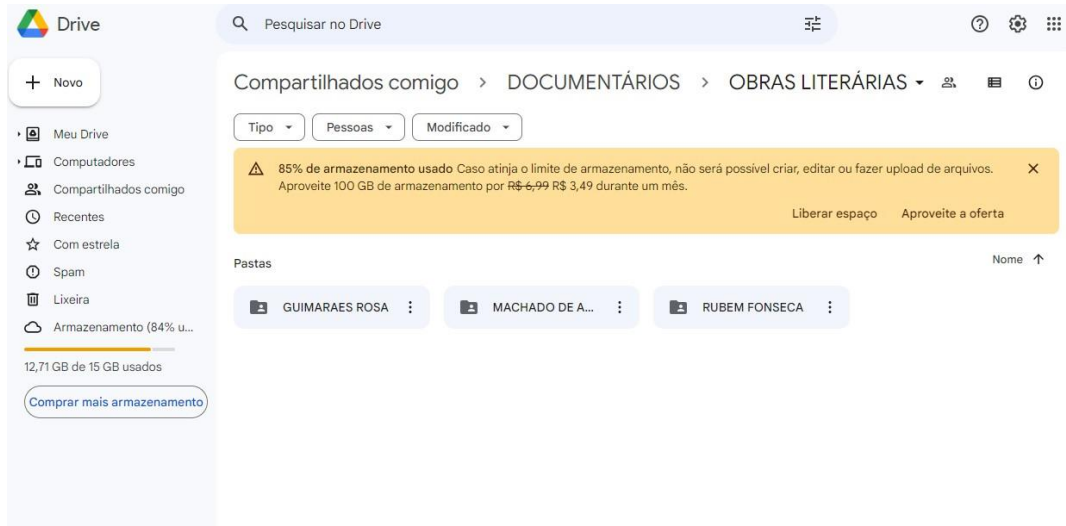 Drive
Pesquisar no Drive
Novo
Compartilhados comigo > DOCUMENTÁRIOS > OBRAS LITERÁRIAS
Tipo
Pessoas
Modificado
Meu Drive
Computadores
Compartilhados comigo
Recentes
Com estrela
Spam
Lixeira
Armazenamento (84% u...
12,71 GB de 15 GB usados
Comprar mais armazenamento
85% de armazenamento usado Caso atinja o limite de armazenamento, não será possível criar, editar ou fazer upload de arquivos.
Aproveite 100 GB de armazenamento por R$ 6,99 R$ 3,49 durante um mês.
Liberar espaço
Aproveite a oferta
Pastas
Nome
GUIMARAES ROSA
MACHADO DE A...
RUBEM FONSECA